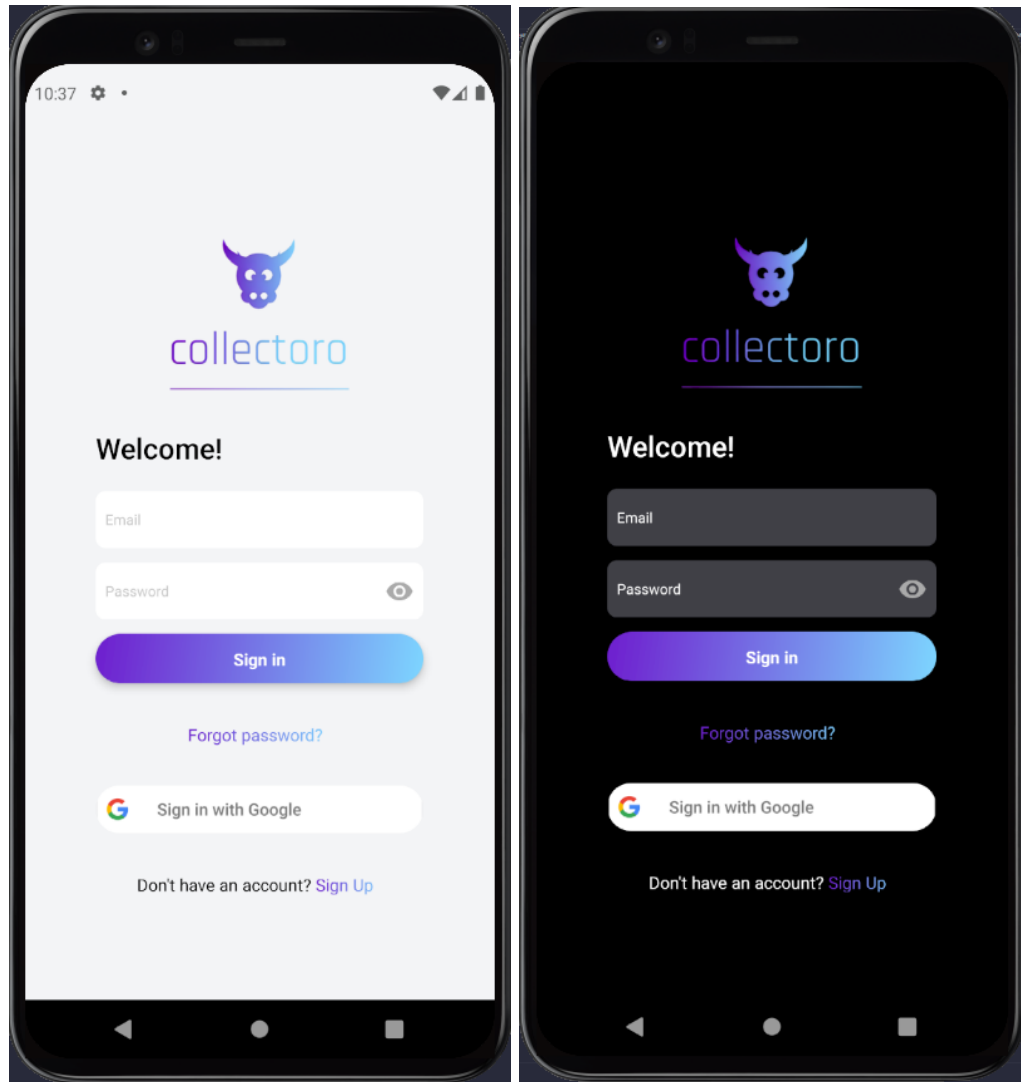 10:37
collectoro
Welcome!
Email
Password
Sign in
Forgot password?
Sign in with Google
Don't have an account? Sign Up
collectoro
Welcome!
Email
Password
Sign in
Forgot password?
Sign in with Google
Don't have an account? Sign Up